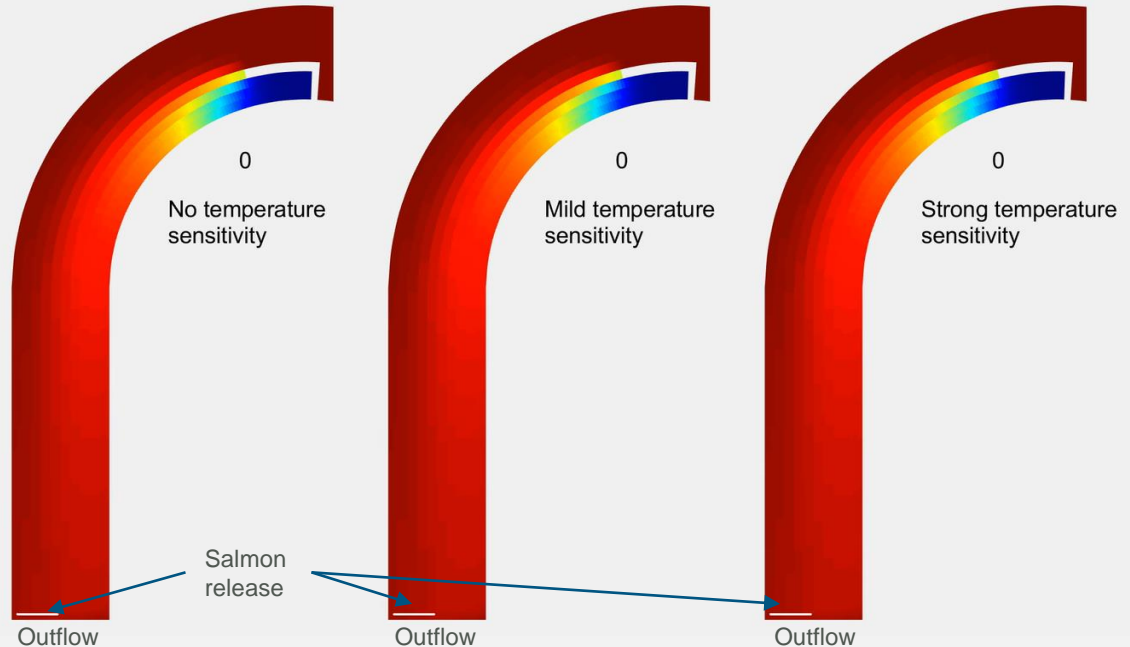 0
No temperature
sensitivity
0
Mild temperature
sensitivity
0
Strong temperature
sensitivity
Salmon
release
Outflow
Outflow
Outflow